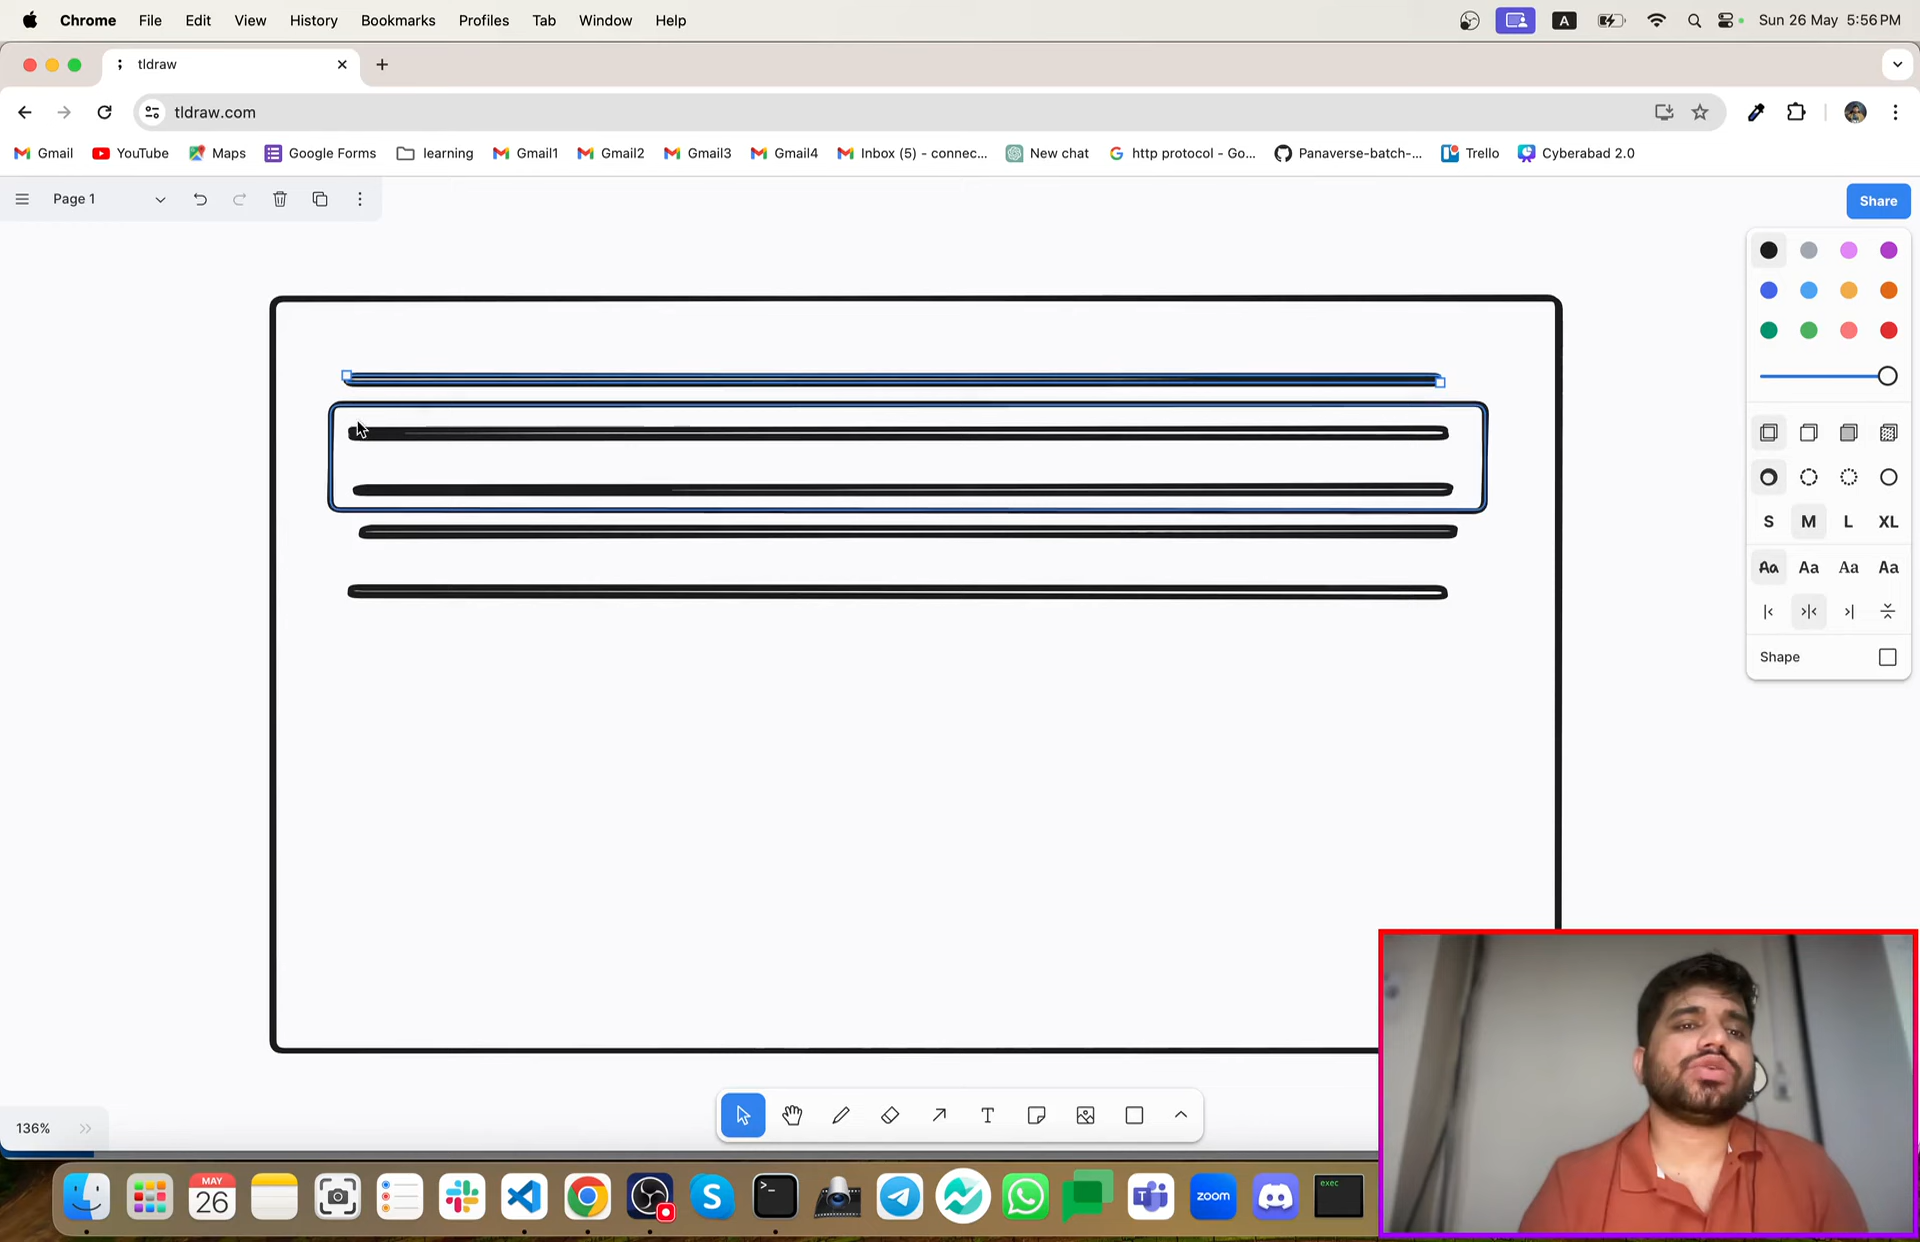 Chrome File Edit View History Bookmarks Profiles Tab Window Help A Sun 26 May 5:56 PM
tldraw
tldraw.com
Gmail YouTube Maps Google Forms learning Gmail1 Gmail2 Gmail3 Gmail4 Inbox (5) - connec... New chat http protocol - Go... Panaverse-batch-... Trello Cyberabad 2.0
Page 1
Share
S M L XL
Aa Aa Aa Aa
Shape
T
136%
MAY
26
S
>_
T
zoom
exec